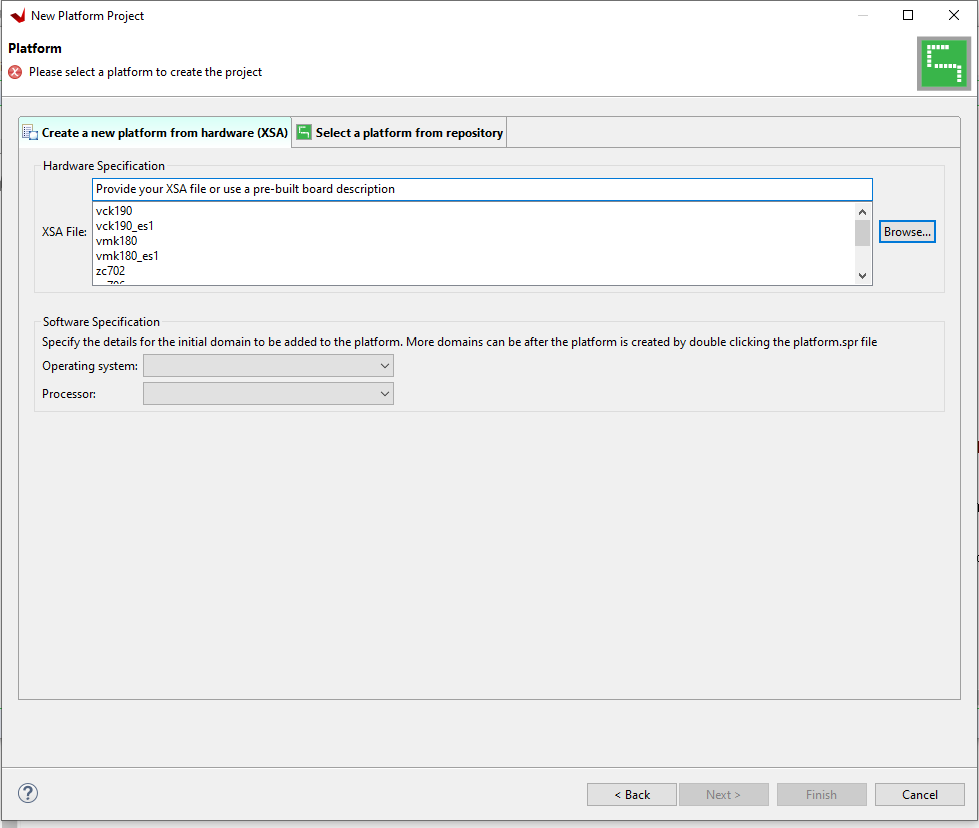 New Platform Project
Platform
Please select a platform to create the project
Create a new platform from hardware (XSA)
Select a platform from repository
Hardware Specification
Provide your XSA file or use a pre-built board description
XSA File:
vck190
vck190_es1
vmk180
vmk180_es1
zc702
Browse...
Software Specification
Specify the details for the initial domain to be added to the platform. More domains can be after the platform is created by double clicking the platform.spr file
Operating system:
Processor:
?
< Back
Next >
Finish
Cancel